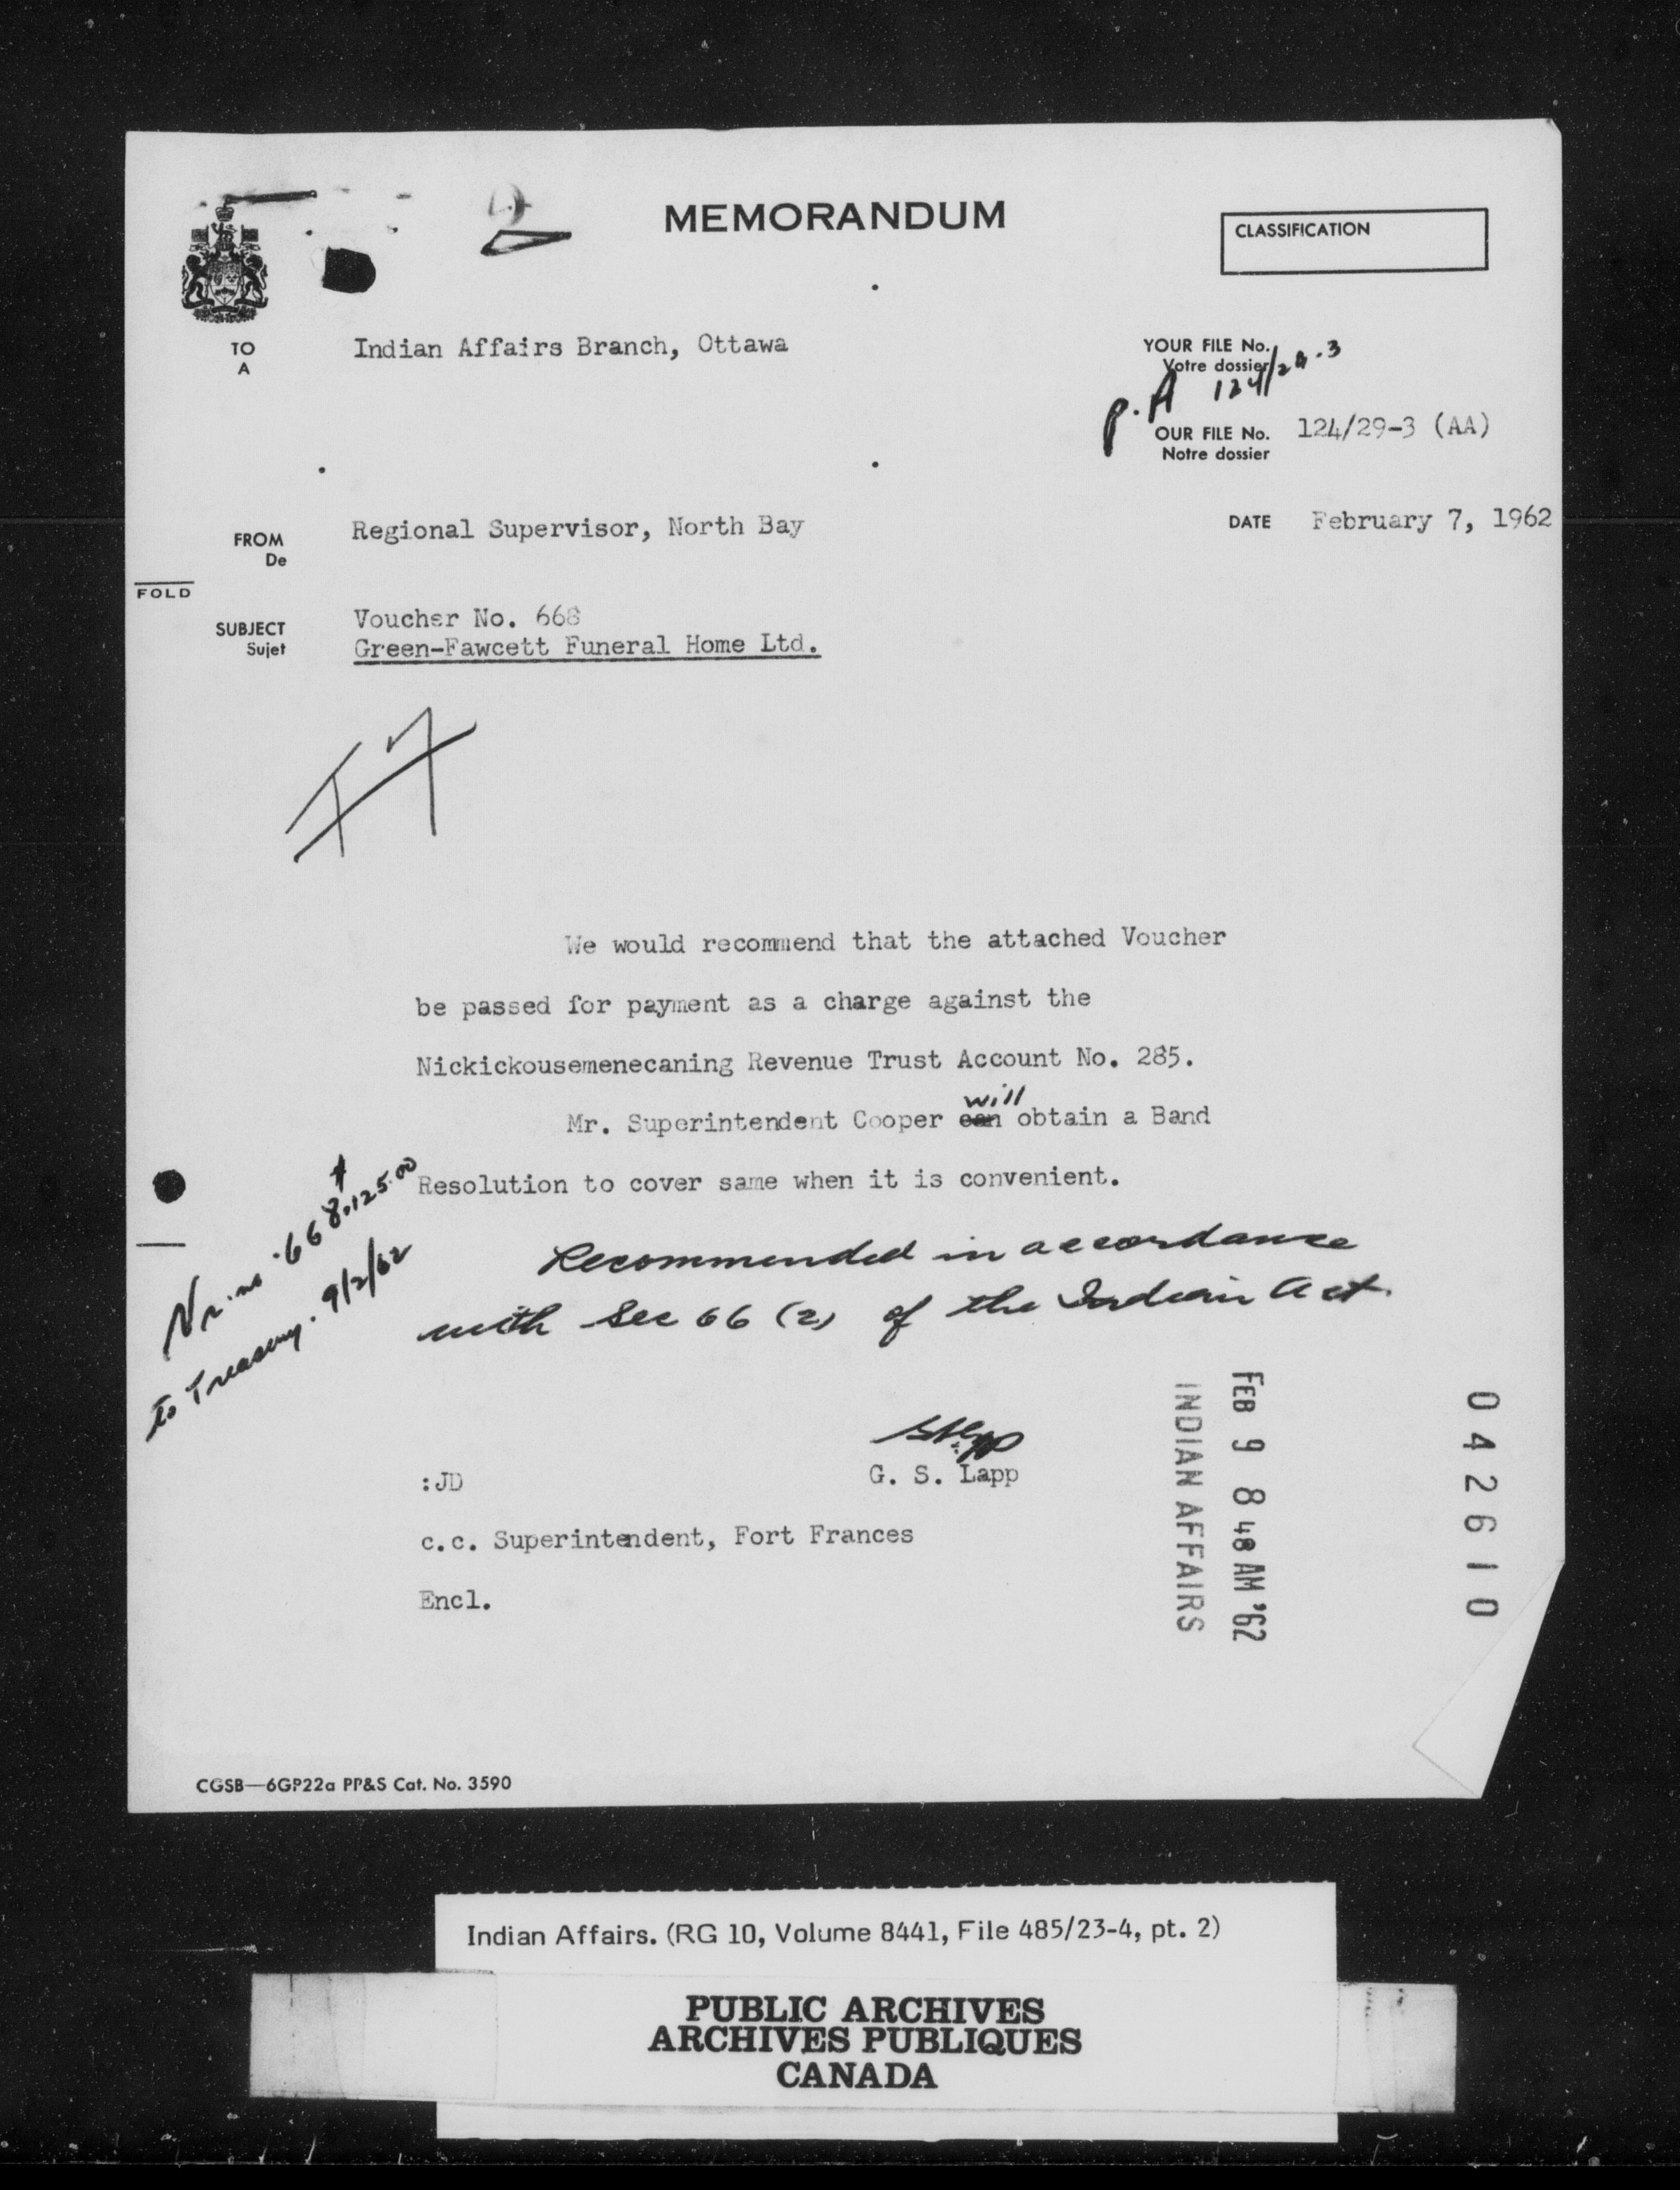 MEMORANDUM
CLASSIFICATION
TO
A
Indian Affairs Branch, Ottawa
YOUR FILE No.
Votre dossier
124/29-3
P.A
OUR FILE No.
Notre dossier
124/29-3 (AA)
FROM
De
Regional Supervisor, North Bay
DATE
February 7, 1962
FOLD
SUBJECT
Sujet
Voucher No. 668
Green-Fawcett Funeral Home Ltd.
We would recommend that the attached Voucher
be passed for payment as a charge against the
Nickickousemenecaning Revenue Trust Account No. 285.
will
Mr. Superintendent Cooper can obtain a Band
Resolution to cover same when it is convenient.
668 125.00
to Treasury. 9/2/62
Recommended in accordance
with Sec 66 (2) of the Indian Act.
G. S. Lapp
:JD
c.c. Superintendent, Fort Frances
Encl.
FEB 9 8 48 AM '62
INDIAN AFFAIRS
042610
CGSB—6GP22a PP&S Cat. No. 3590
Indian Affairs. (RG 10, Volume 8441, File 485/23-4, pt. 2)
PUBLIC ARCHIVES
ARCHIVES PUBLIQUES
CANADA